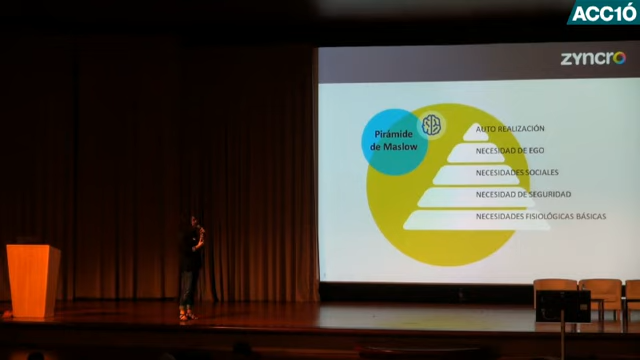 ACC1Ó
zyncro
Pirámide
de Maslow
AUTO REALIZACIÓN
NECESIDAD DE EGO
NECESIDADES SOCIALES
NECESIDAD DE SEGURIDAD
NECESIDADES FISIOLÓGICAS BÁSICAS